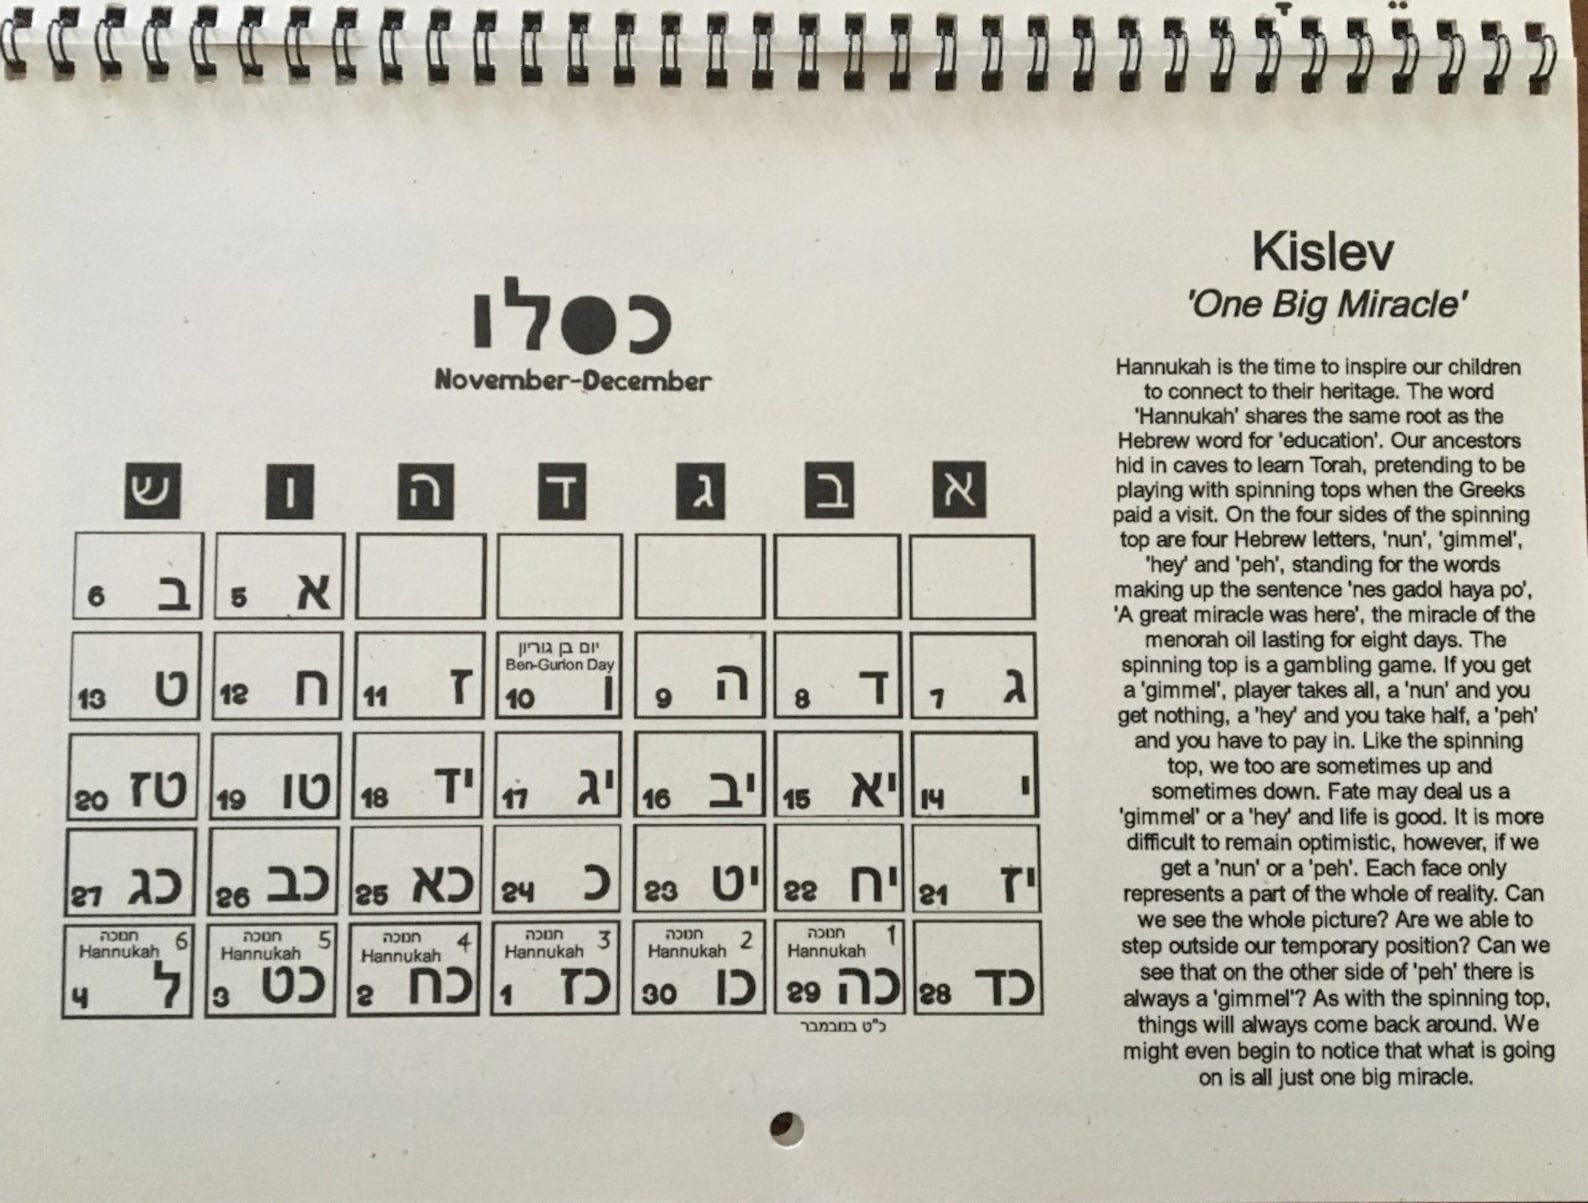 כסלו
November-December
א ב ג ד ה ו ש
א 5 ב 6
ג 7 ד 8 ה 9 יום בן גוריון Ben-Gurion Day ו 10 ז 11 ח 12 ט 13
י 14 יא 15 יב 16 יג 17 יד 18 טו 19 טז 20
יז 21 יח 22 יט 23 כ 24 כא 25 כב 26 כג 27
כד 28 חנוכה Hannukah 1 כה 29 חנוכה Hannukah 2 כו 30 חנוכה Hannukah 3 כז 1 חנוכה Hannukah 4 כח 2 חנוכה Hannukah 5 כט 3 חנוכה Hannukah 6 ל 4
כ"ט בנובמבר
Kislev
'One Big Miracle'
Hannukah is the time to inspire our children
to connect to their heritage. The word
'Hannukah' shares the same root as the
Hebrew word for 'education'. Our ancestors
hid in caves to learn Torah, pretending to be
playing with spinning tops when the Greeks
paid a visit. On the four sides of the spinning
top are four Hebrew letters, 'nun', 'gimmel',
'hey' and 'peh', standing for the words
making up the sentence 'nes gadol haya po',
'A great miracle was here', the miracle of the
menorah oil lasting for eight days. The
spinning top is a gambling game. If you get
a 'gimmel', player takes all, a 'nun' and you
get nothing, a 'hey' and you take half, a 'peh'
and you have to pay in. Like the spinning
top, we too are sometimes up and
sometimes down. Fate may deal us a
'gimmel' or a 'hey' and life is good. It is more
difficult to remain optimistic, however, if we
get a 'nun' or a 'peh'. Each face only
represents a part of the whole of reality. Can
we see the whole picture? Are we able to
step outside our temporary position? Can we
see that on the other side of 'peh' there is
always a 'gimmel'? As with the spinning top,
things will always come back around. We
might even begin to notice that what is going
on is all just one big miracle.